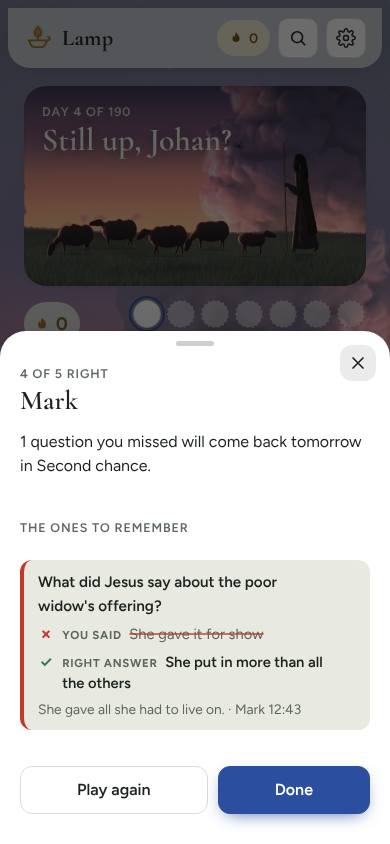 Lamp
0
DAY 4 OF 190
Still up, Johan?
0
4 OF 5 RIGHT
Mark
1 question you missed will come back tomorrow
in Second chance.
THE ONES TO REMEMBER
What did Jesus say about the poor
widow's offering?
YOU SAID She gave it for show
RIGHT ANSWER She put in more than all
the others
She gave all she had to live on. · Mark 12:43
Play again
Done